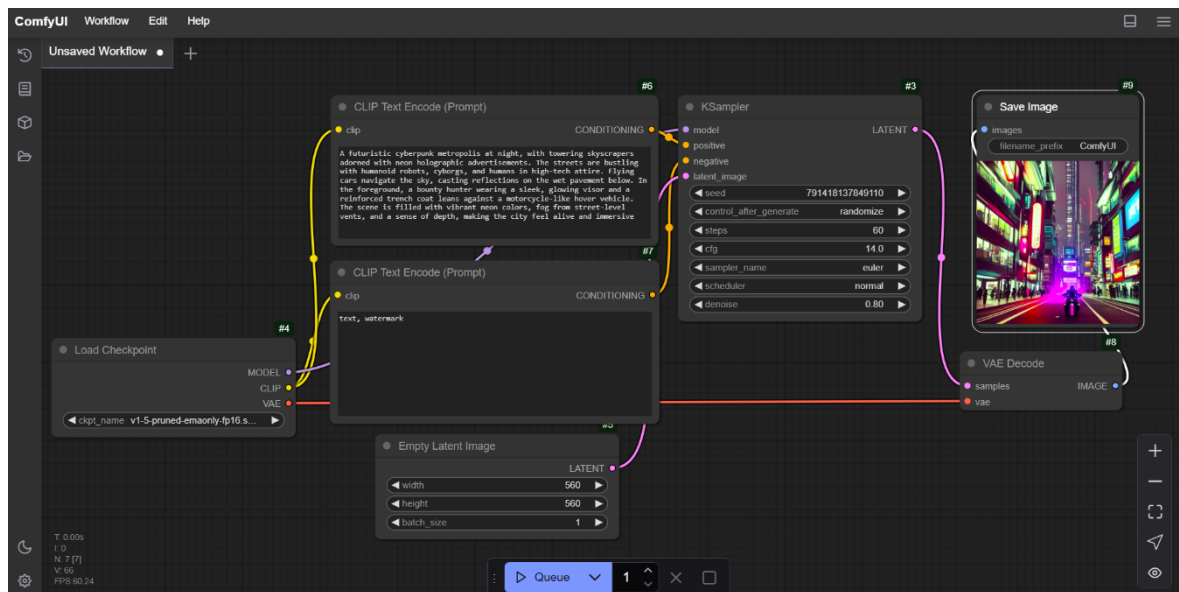 ComfyUI Workflow Edit Help
Unsaved Workflow
#6
CLIP Text Encode (Prompt)
clip CONDITIONING
A futuristic cyberpunk metropolis at night, with towering skyscrapers
adorned with neon holographic advertisements. The streets are bustling
with humanoid robots, cyborgs, and humans in high-tech attire. Flying
cars navigate the sky, casting reflections on the wet pavement below. In
the foreground, a bounty hunter wearing a sleek, glowing visor and a
reinforced trench coat leans against a motorcycle-like hover vehicle.
The scene is filled with vibrant neon colors, fog from street-level
vents, and a sense of depth, making the city feel alive and immersive
#7
CLIP Text Encode (Prompt)
clip CONDITIONING
text, watermark
#4
Load Checkpoint
MODEL
CLIP
VAE
ckpt_name v1-5-pruned-emaonly-fp16.s...
#5
Empty Latent Image
LATENT
width 560
height 560
batch_size 1
#3
KSampler
model LATENT
positive
negative
latent_image
seed 791418137849110
control_after_generate randomize
steps 60
cfg 14.0
sampler_name euler
scheduler normal
denoise 0.80
#9
Save Image
images
filename_prefix ComfyUI
#8
VAE Decode
samples IMAGE
vae
T: 0.00s
I: 0
N: 7 [7]
V: 66
FPS:60.24
Queue 1